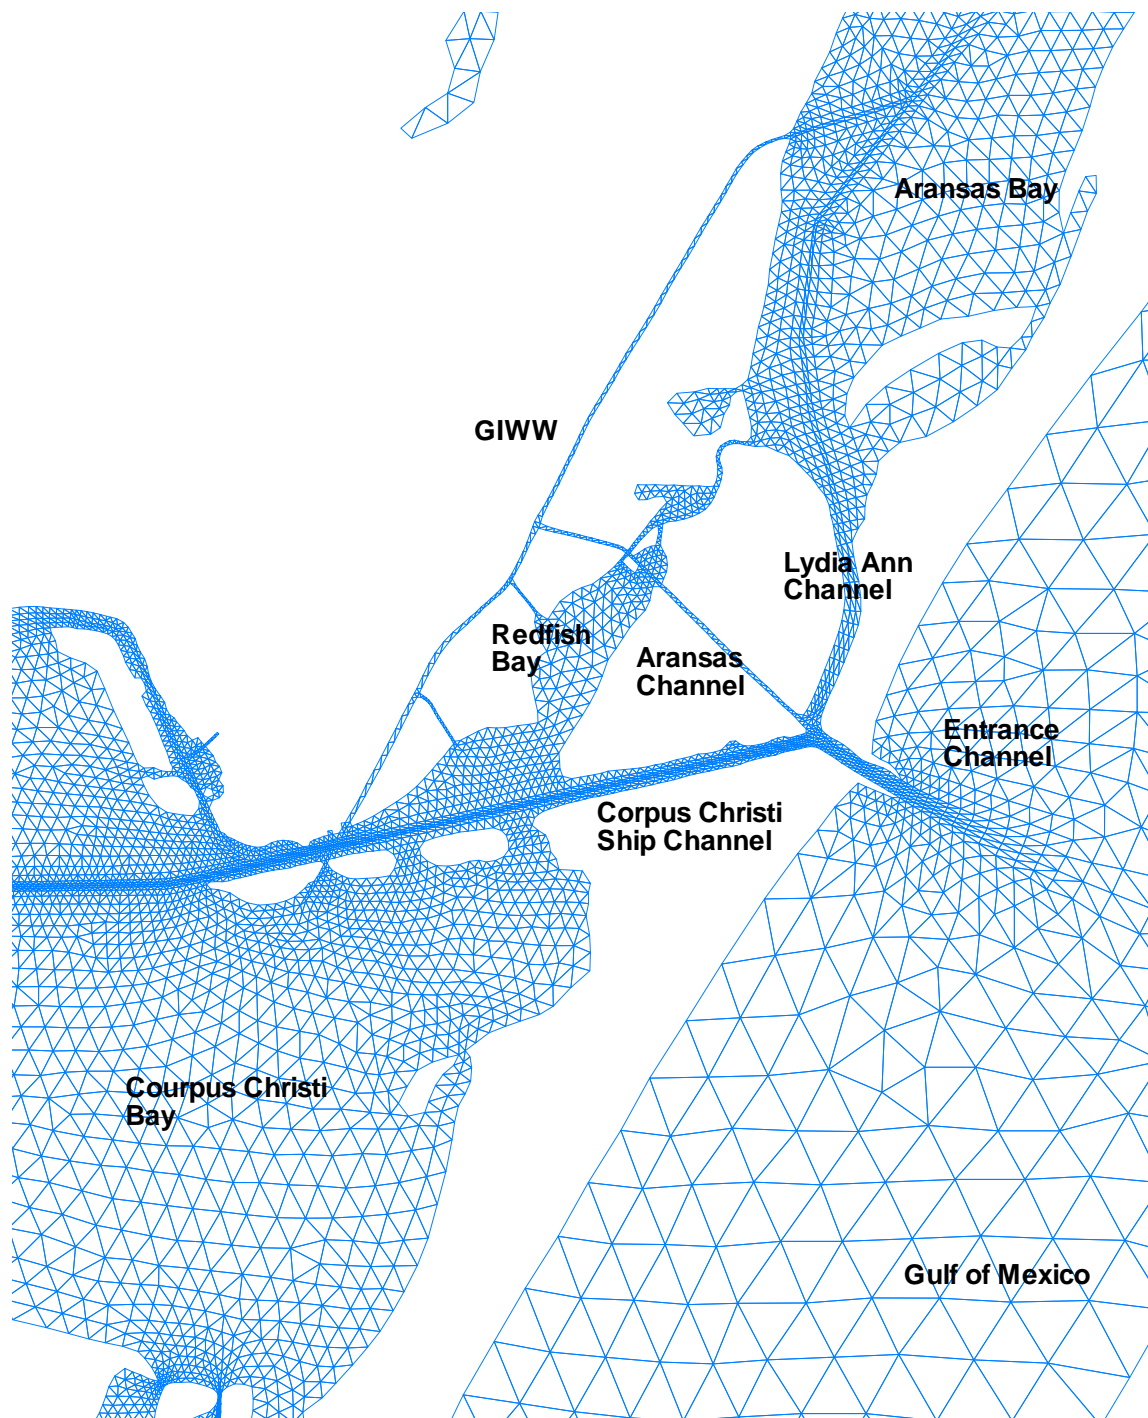 Aransas Bay
GIWW
Lydia Ann
Channel
Redfish
Bay
Aransas
Channel
Entrance
Channel
Corpus Christi
Ship Channel
Courpus Christi
Bay
Gulf of Mexico